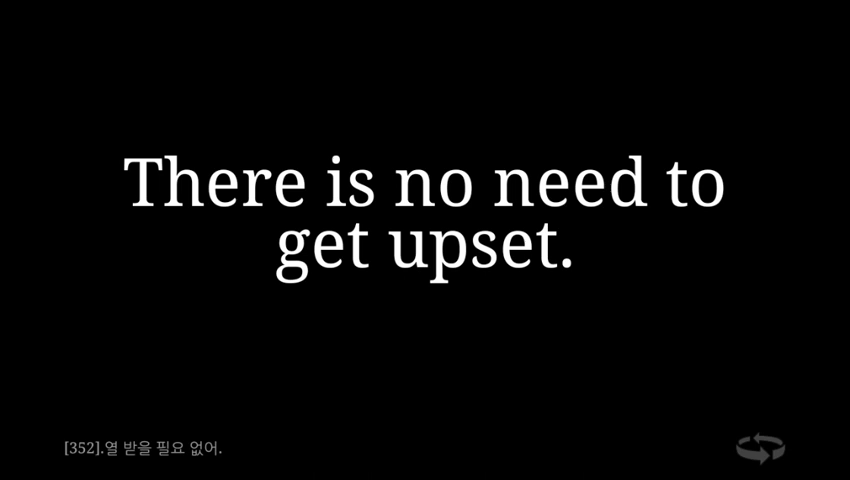 There is no need to
get upset.
[352].열 받을 필요 없어.